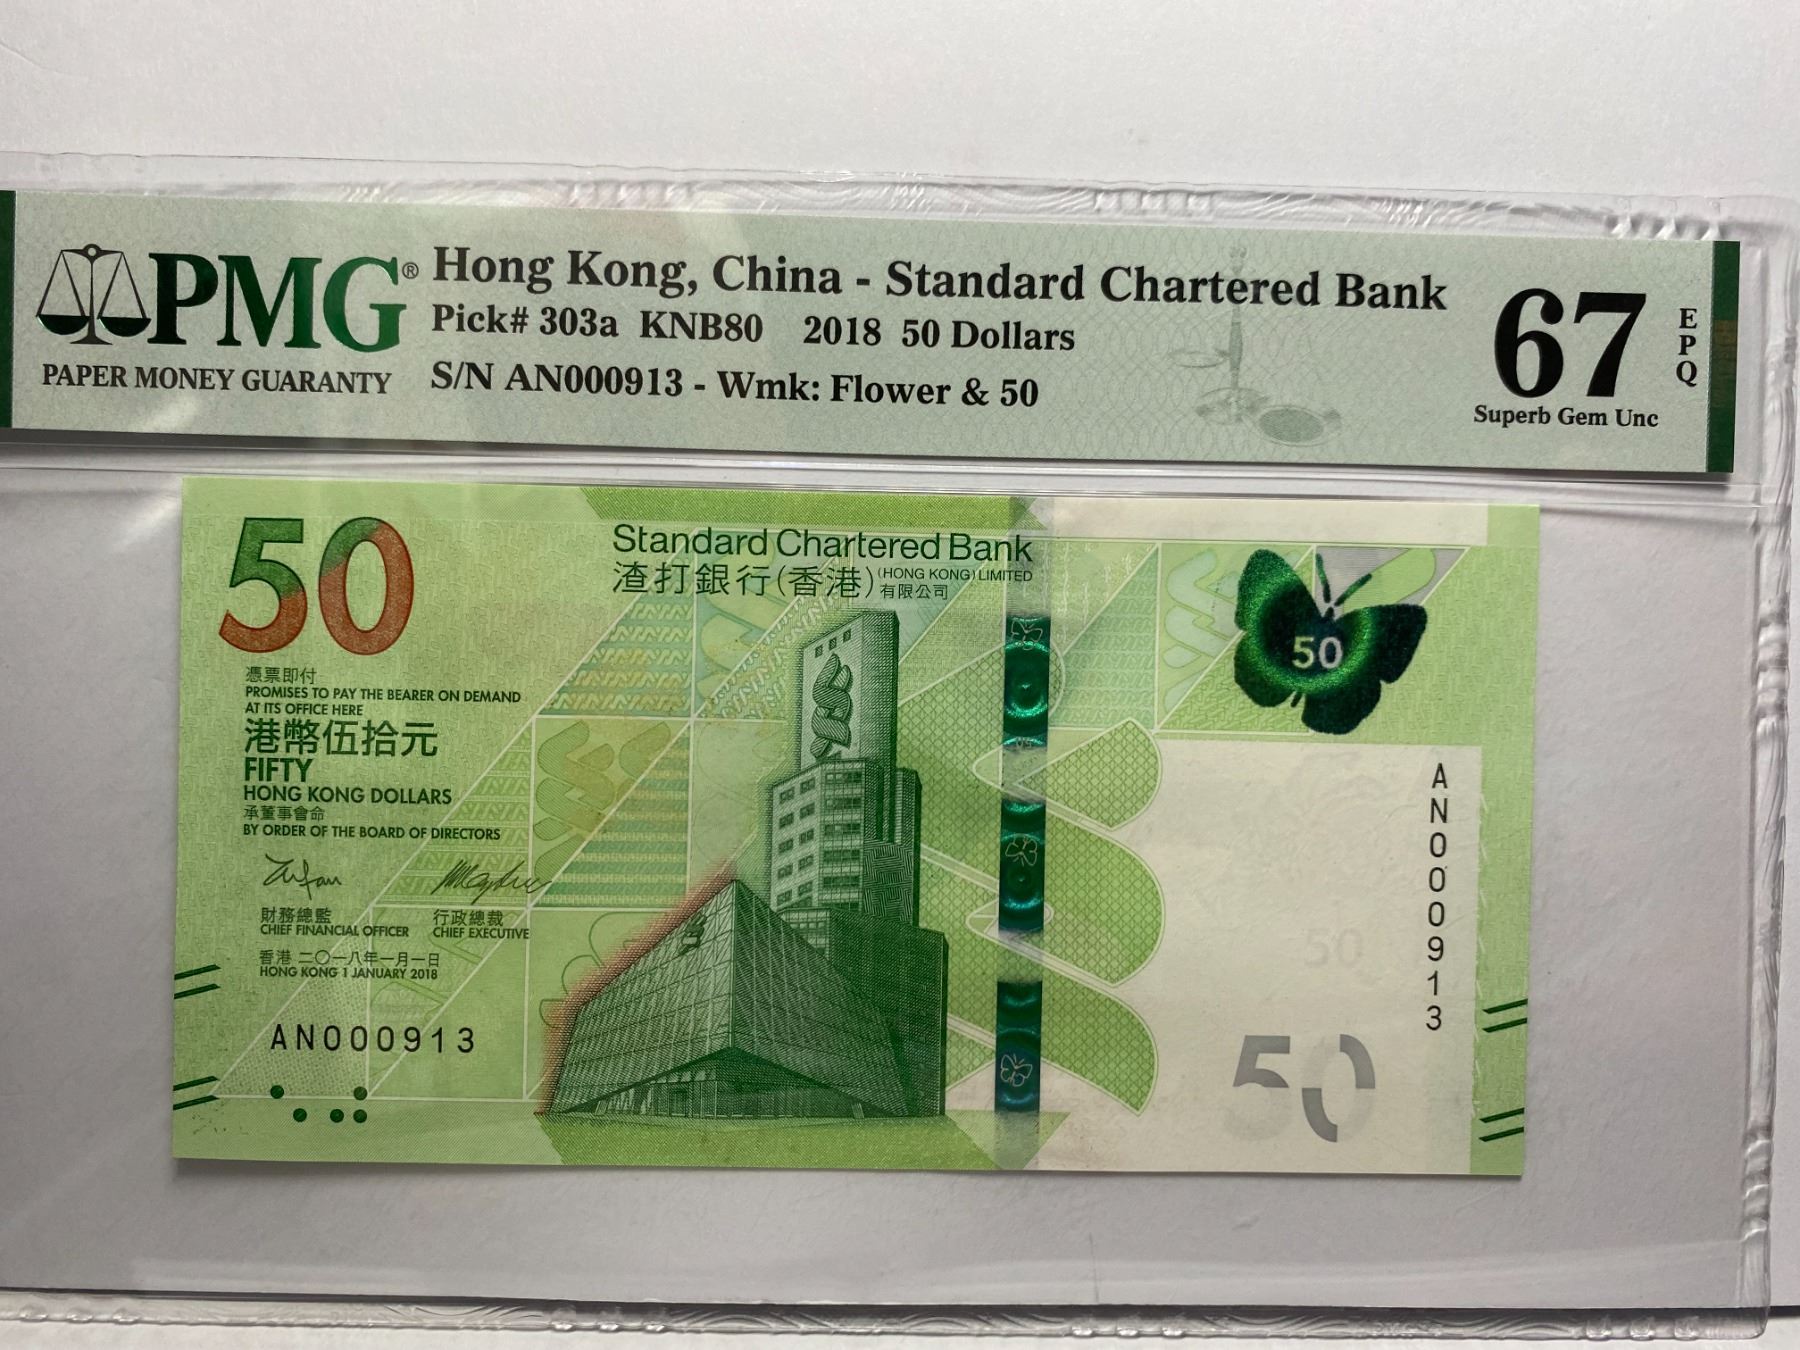 PMG®
PAPER MONEY GUARANTY
Hong Kong, China - Standard Chartered Bank
Pick# 303a KNB80 2018 50 Dollars
S/N AN000913 - Wmk: Flower & 50
67
EPQ
Superb Gem Unc
50
Standard Chartered Bank
渣打銀行(香港)
(HONG KONG) LIMITED
有限公司
50
憑票即付
PROMISES TO PAY THE BEARER ON DEMAND
AT ITS OFFICE HERE
港幣伍拾元
FIFTY
HONG KONG DOLLARS
承董事會命
BY ORDER OF THE BOARD OF DIRECTORS
財務總監
CHIEF FINANCIAL OFFICER
行政總裁
CHIEF EXECUTIVE
香港 二〇一八年一月一日
HONG KONG 1 JANUARY 2018
AN000913
AN000913
50
50